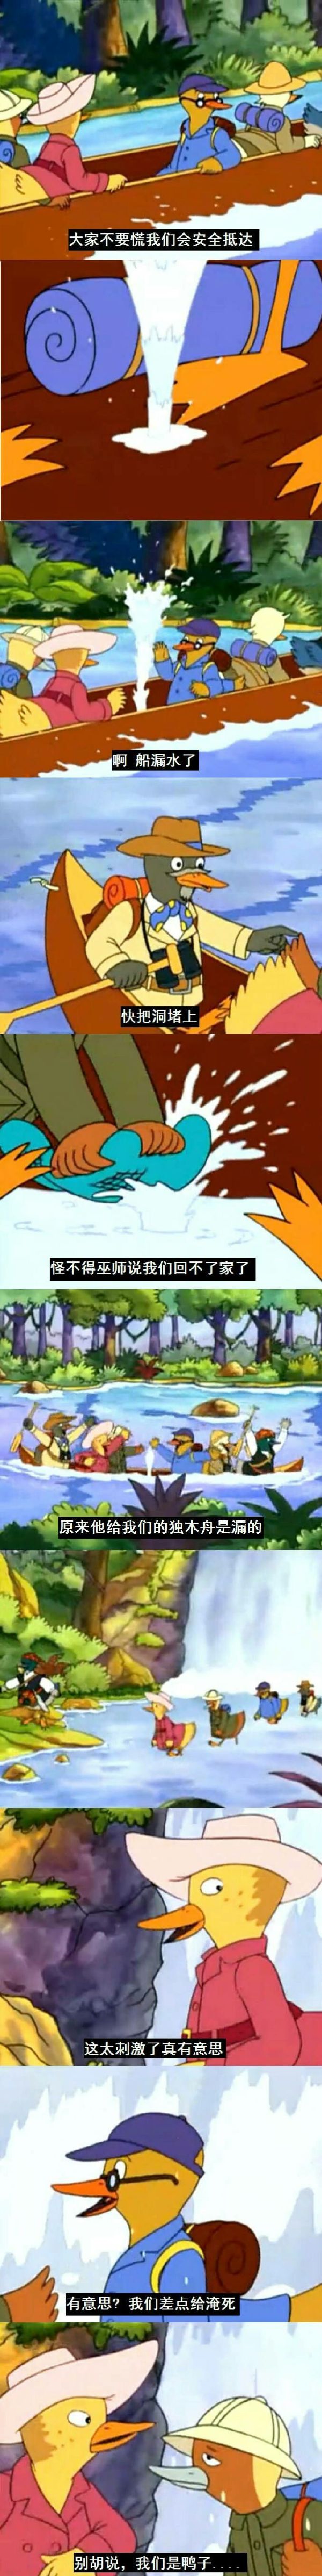 大家不要慌我们会安全抵达
啊 船漏水了
快把洞堵上
怪不得巫师说我们回不了家了
原来他给我们的独木舟是漏的
这太刺激了真有意思
有意思？我们差点给淹死
别胡说，我们是鸭子....